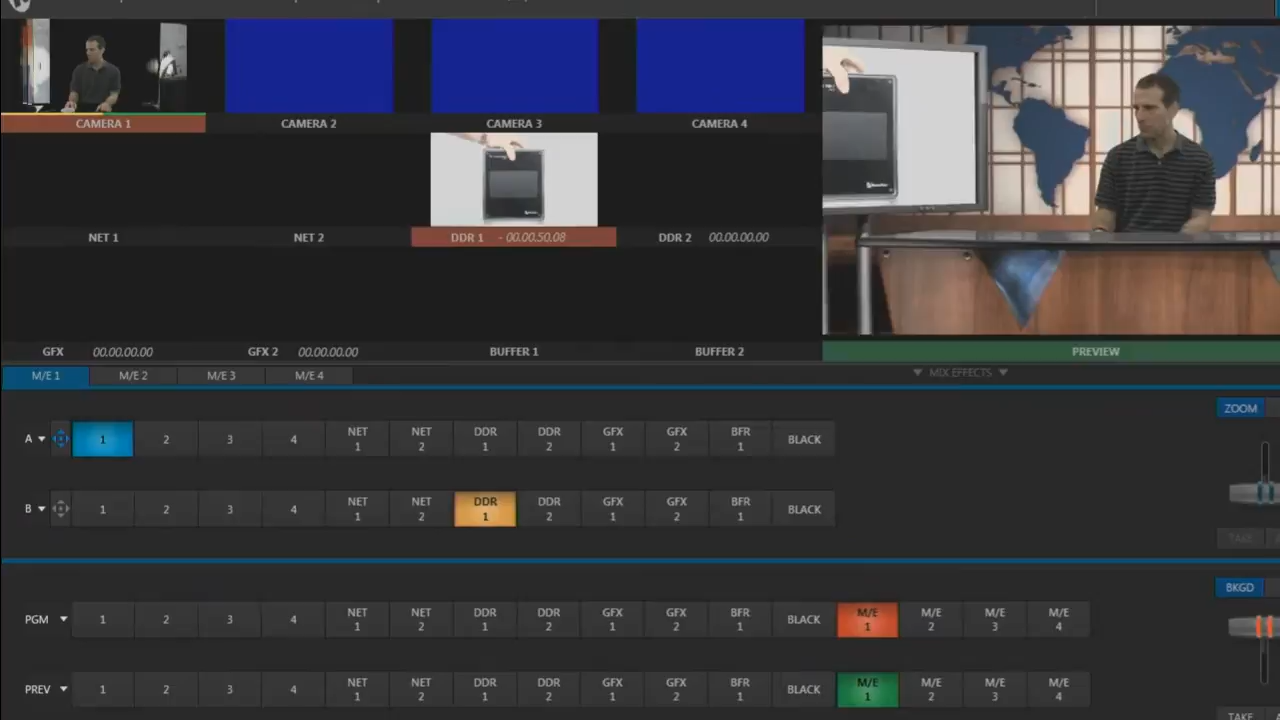 CAMERA 1 CAMERA 2 CAMERA 3 CAMERA 4
NET 1 NET 2 DDR 1 - 00.00.50.08 DDR 2 00.00.00.00
GFX 00.00.00.00 GFX 2 00.00.00.00 BUFFER 1 BUFFER 2 PREVIEW
M/E 1 M/E 2 M/E 3 M/E 4 MIX EFFECTS
ZOOM
A 1 2 3 4 NET 1 NET 2 DDR 1 DDR 2 GFX 1 GFX 2 BFR 1 BLACK
B 1 2 3 4 NET 1 NET 2 DDR 1 DDR 2 GFX 1 GFX 2 BFR 1 BLACK
TAKE
BKGD
PGM 1 2 3 4 NET 1 NET 2 DDR 1 DDR 2 GFX 1 GFX 2 BFR 1 BLACK M/E 1 M/E 2 M/E 3 M/E 4
PREV 1 2 3 4 NET 1 NET 2 DDR 1 DDR 2 GFX 1 GFX 2 BFR 1 BLACK M/E 1 M/E 2 M/E 3 M/E 4
TAKE